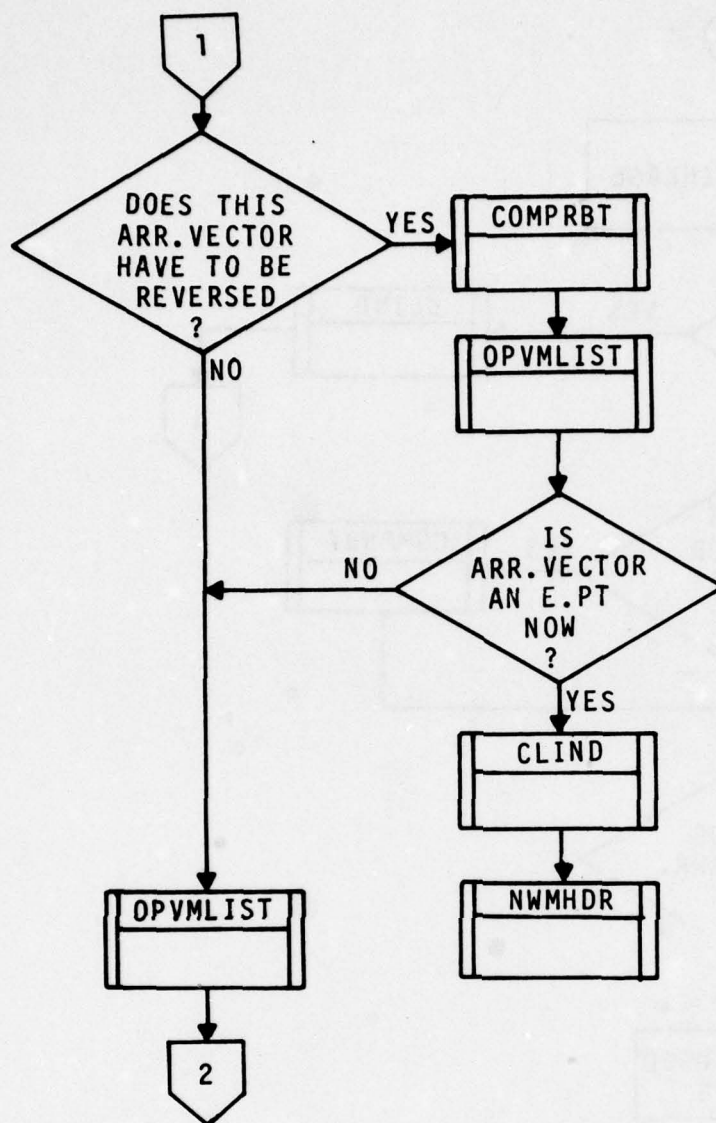 1
DOES THIS
ARR.VECTOR
HAVE TO BE
REVERSED
?
YES
NO
COMPRBT
OPVMLIST
IS
ARR.VECTOR
AN E.PT
NOW
?
NO
YES
CLIND
NWMHDR
OPVMLIST
2